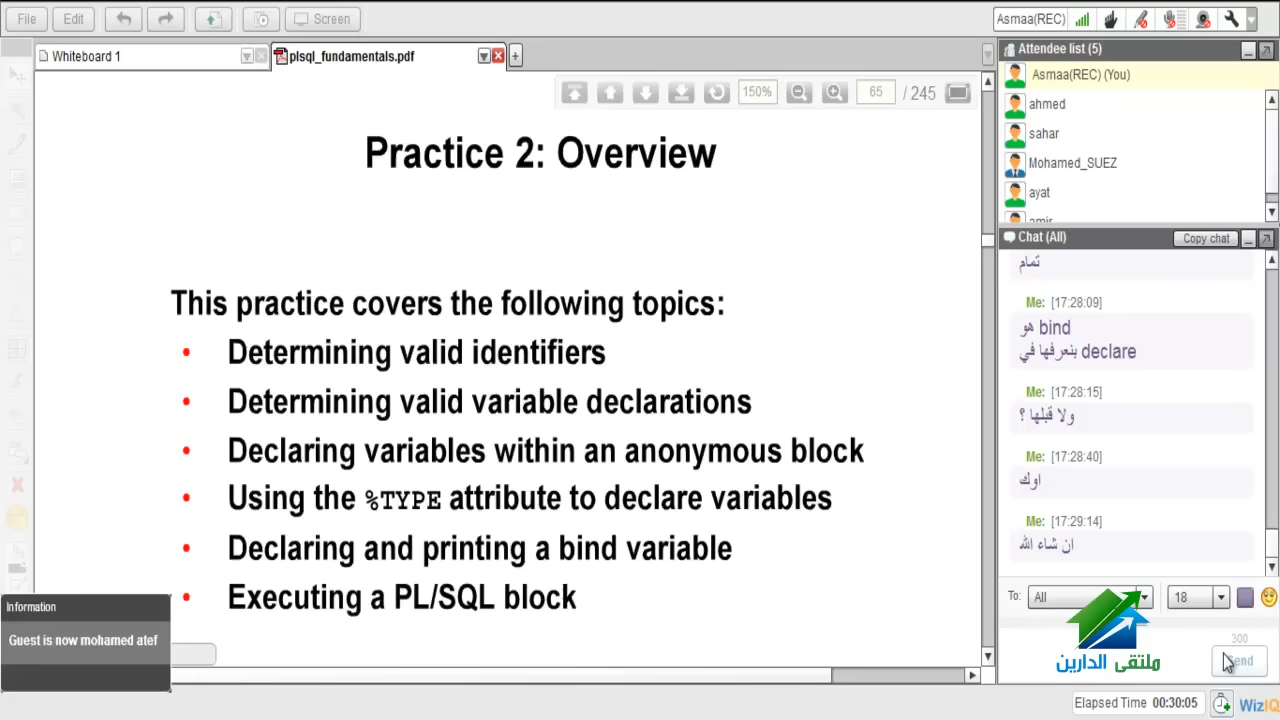 File
Edit
Screen
Asmaa(REC)
Whiteboard 1
plsql_fundamentals.pdf
+
Attendee list (5)
Asmaa(REC) (You)
ahmed
sahar
Mohamed_SUEZ
ayat
amir
150%
65
/ 245
Practice 2: Overview
This practice covers the following topics:
• Determining valid identifiers
• Determining valid variable declarations
• Declaring variables within an anonymous block
• Using the %TYPE attribute to declare variables
• Declaring and printing a bind variable
• Executing a PL/SQL block
Information
Guest is now mohamed atef
Chat (All)
Copy chat
تمام
Me: [17:28:09]
هو bind
بنعرفها في declare
Me: [17:28:15]
ولا قبلها ؟
Me: [17:28:40]
اوك
Me: [17:29:14]
ان شاء الله
To:
All
18
300
ملتقى الدارين
Elapsed Time 00:30:05
WizIQ